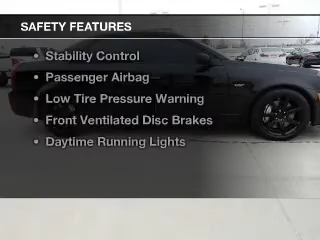 SAFETY FEATURES
• Stability Control
• Passenger Airbag
• Low Tire Pressure Warning
• Front Ventilated Disc Brakes
• Daytime Running Lights